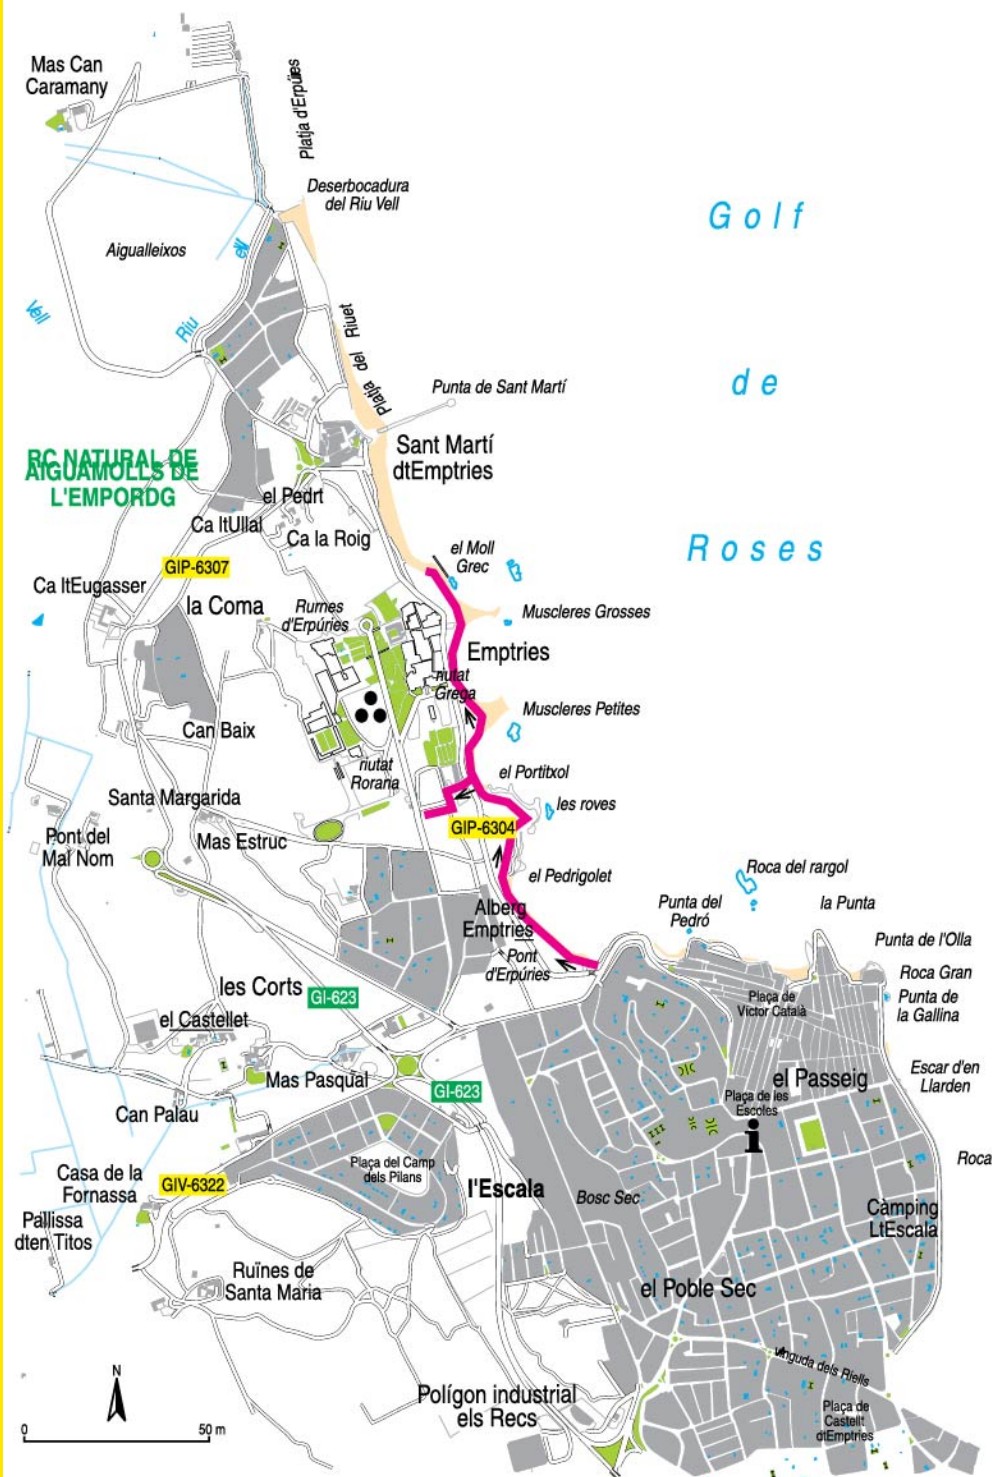 Mas Can
Caramany
Platja d'Erpüies
Deserbocadura
del Riu Vell
Golf
Aigualleixos
Vell
Riu
Vell
Platja del Riuet
de
Punta de Sant Martí
Sant Martí
dtEmptries
RC NATURAL DE
AIGUAMOLLS DE
L'EMPORDG
el Pedrt
Ca ltUllal
Ca la Roig
el Moll
Grec
Roses
GIP-6307
Ca ltEugasser
la Coma
Rurnes
d'Erpúries
Muscleres Grosses
Emptries
riutat
Grega
Muscleres Petites
Can Baix
riutat
Rorana
el Portitxol
les roves
Santa Margarida
GIP-6304
Pont del
Mal Nom
Mas Estruc
el Pedrigolet
Roca del rargol
Alberg
Emptries
Punta del
Pedró
la Punta
Pont
d'Erpúries
Punta de l'Olla
Roca Gran
les Corts
GI-623
Plaça de
Víctor Català
Punta de
la Gallina
el Castellet
Mas Pasqual
GI-623
el Passeig
Escar d'en
Llarden
Can Palau
Plaça de les
Escoles
i
Casa de la
Fornassa
GIV-6322
Plaça del Camp
dels Pilans
l'Escala
Bosc Sec
Roca
Pallissa
dten Titos
Càmping
LtEscala
Ruïnes de
Santa Maria
el Poble Sec
vinguda dels Riells
N
Polígon industrial
els Recs
Plaça de
Castellt
dtEmptries
0 50 m